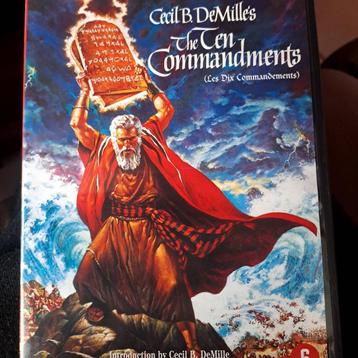 Cecil B. DeMille's
The Ten
Commandments
(Les Dix Commandements)
Introduction by Cecil B. DeMille
6